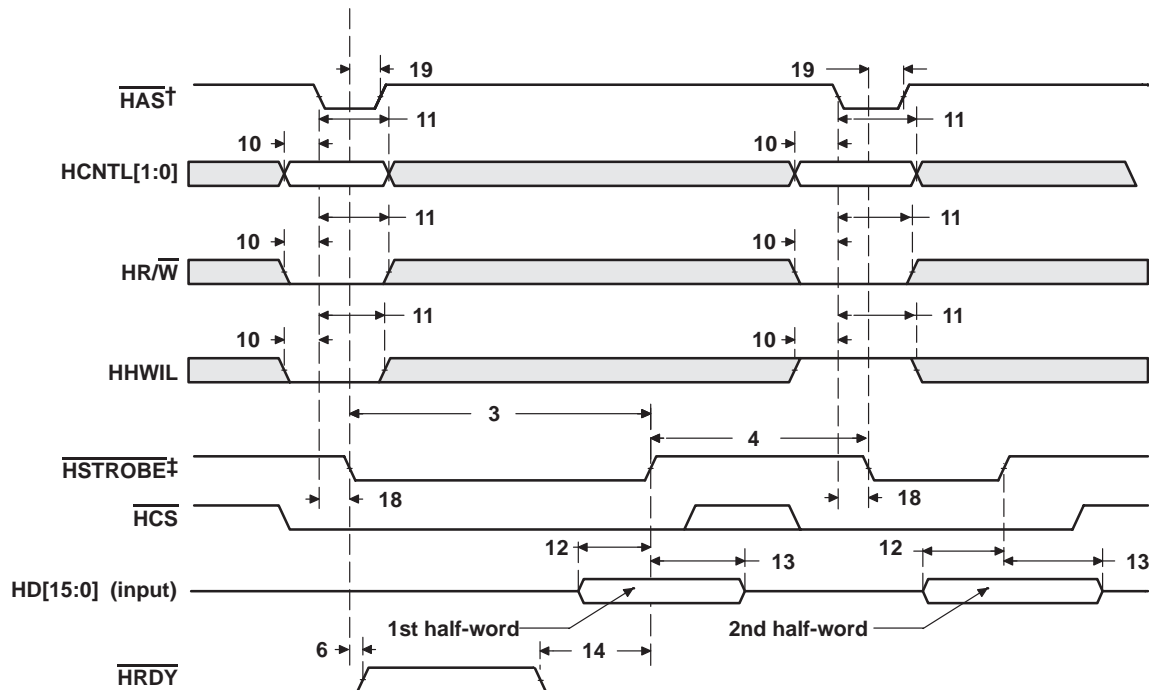 19 19
HAS†
11 11
10 10
HCNTL[1:0]
11 11
10 10
HR/W
11 11
10 10
HHWIL
3
4
HSTROBE‡
18 18
HCS
12 12
13 13
HD[15:0] (input)
1st half-word 2nd half-word
6 14
HRDY